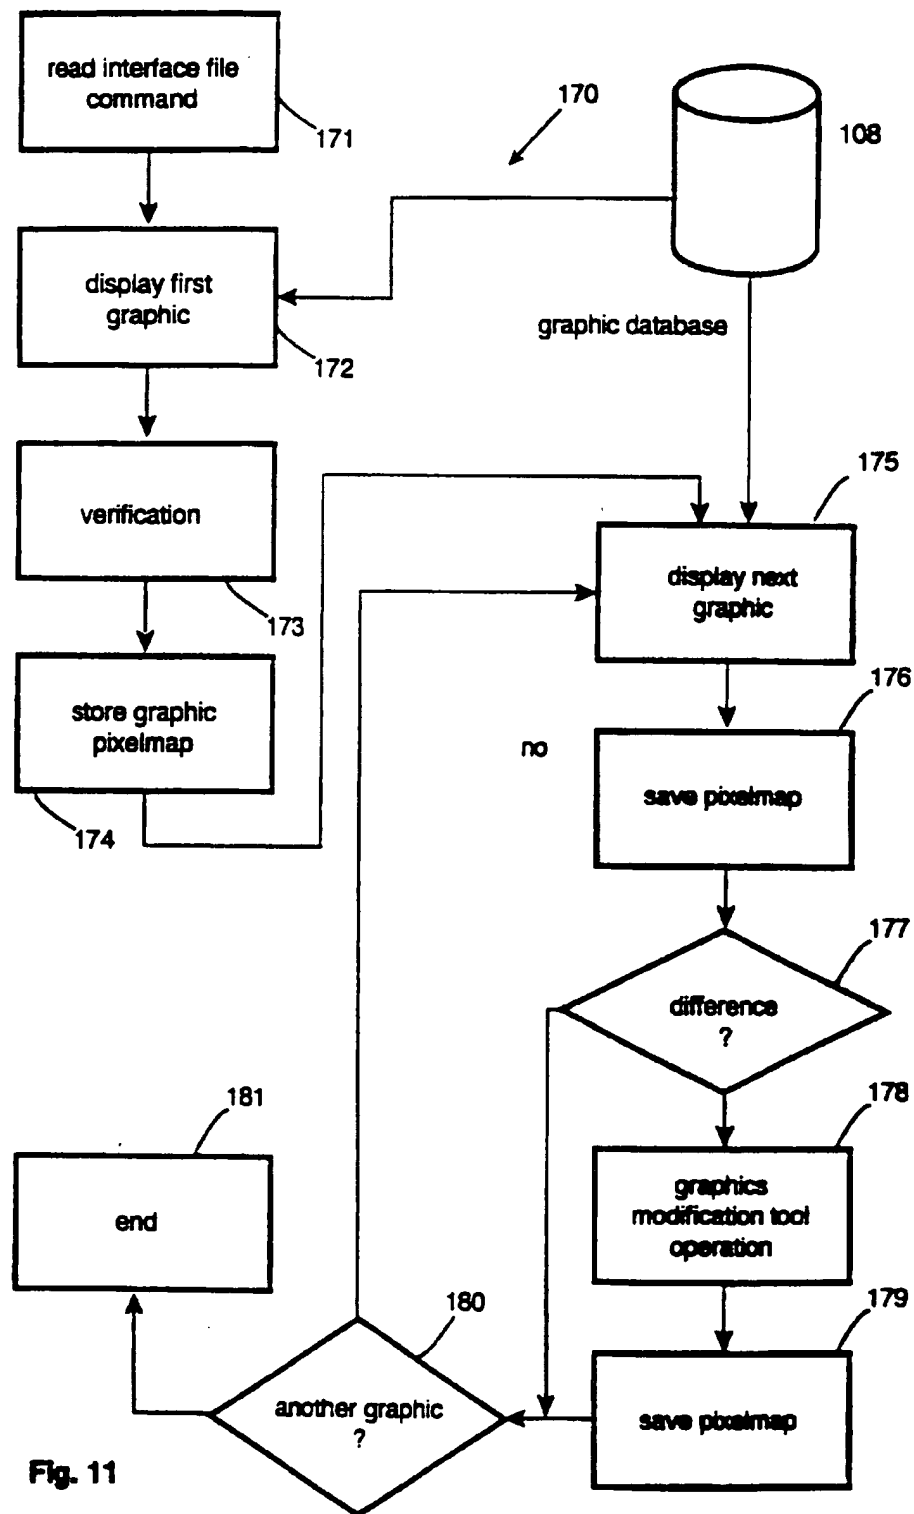 read interface file
command
171
170
108
display first
graphic
172
graphic database
verification
173
175
display next
graphic
store graphic
pixelmap
174
176
no
save pixelmap
177
difference
?
178
graphics
modification tool
operation
181
end
179
180
another graphic
?
save pixelmap
Fig. 11